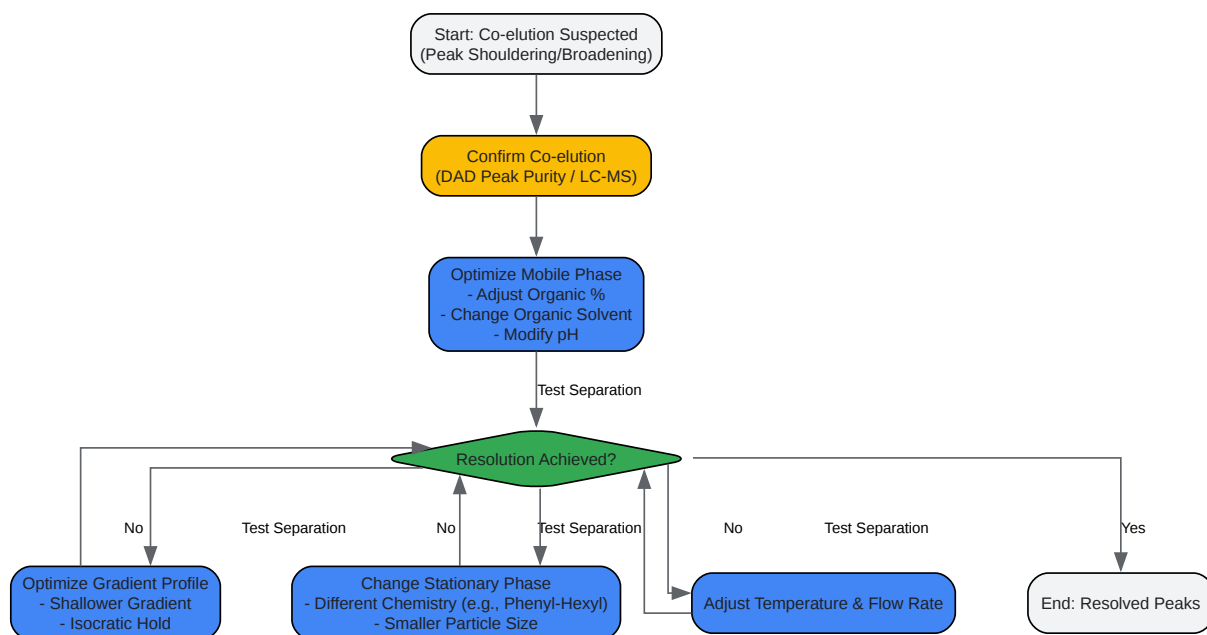 Start: Co-elution Suspected
(Peak Shouldering/Broadening)
Confirm Co-elution
(DAD Peak Purity / LC-MS)
Optimize Mobile Phase
- Adjust Organic %
- Change Organic Solvent
- Modify pH
Test Separation
Resolution Achieved?
No
Test Separation
No
Test Separation
No
Test Separation
Yes
Optimize Gradient Profile
- Shallower Gradient
- Isocratic Hold
Change Stationary Phase
- Different Chemistry (e.g., Phenyl-Hexyl)
- Smaller Particle Size
Adjust Temperature & Flow Rate
End: Resolved Peaks